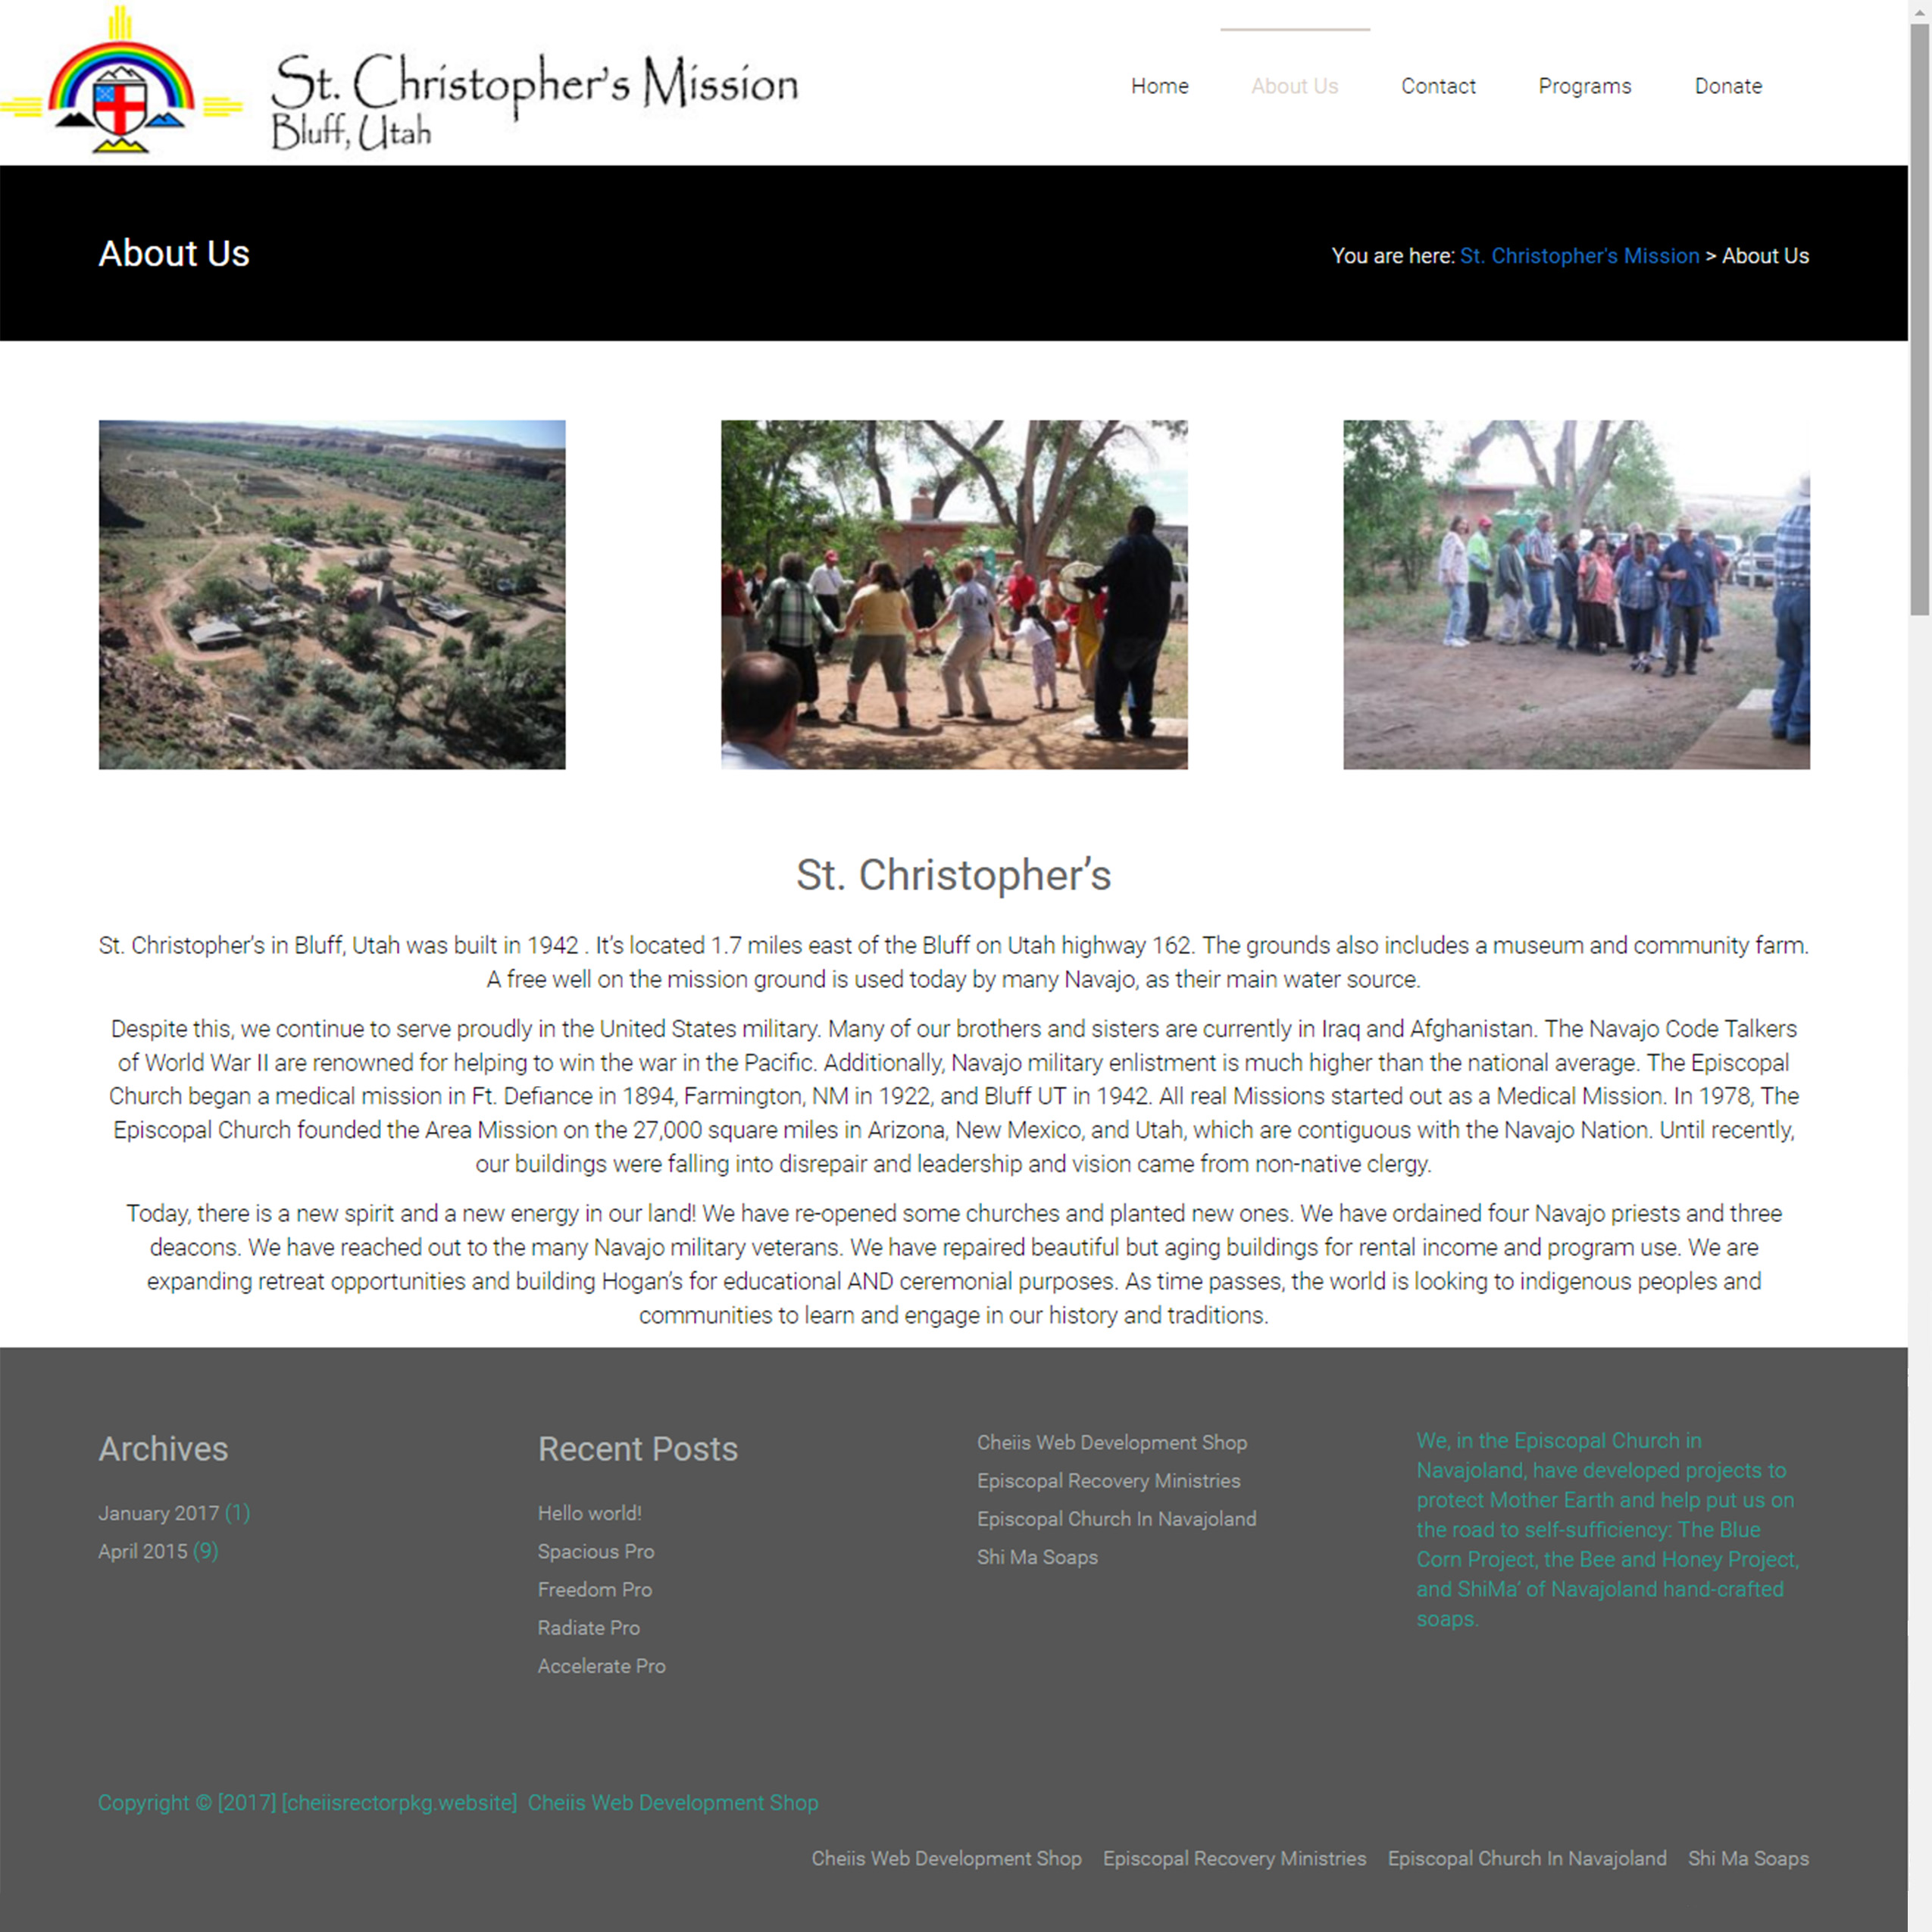 St. Christopher's Mission
Bluff, Utah
Home About Us Contact Programs Donate
About Us
You are here: St. Christopher's Mission > About Us
St. Christopher’s
St. Christopher’s in Bluff, Utah was built in 1942 . It’s located 1.7 miles east of the Bluff on Utah highway 162. The grounds also includes a museum and community farm.
A free well on the mission ground is used today by many Navajo, as their main water source.
Despite this, we continue to serve proudly in the United States military. Many of our brothers and sisters are currently in Iraq and Afghanistan. The Navajo Code Talkers
of World War II are renowned for helping to win the war in the Pacific. Additionally, Navajo military enlistment is much higher than the national average. The Episcopal
Church began a medical mission in Ft. Defiance in 1894, Farmington, NM in 1922, and Bluff UT in 1942. All real Missions started out as a Medical Mission. In 1978, The
Episcopal Church founded the Area Mission on the 27,000 square miles in Arizona, New Mexico, and Utah, which are contiguous with the Navajo Nation. Until recently,
our buildings were falling into disrepair and leadership and vision came from non-native clergy.
Today, there is a new spirit and a new energy in our land! We have re-opened some churches and planted new ones. We have ordained four Navajo priests and three
deacons. We have reached out to the many Navajo military veterans. We have repaired beautiful but aging buildings for rental income and program use. We are
expanding retreat opportunities and building Hogan’s for educational AND ceremonial purposes. As time passes, the world is looking to indigenous peoples and
communities to learn and engage in our history and traditions.
Archives
January 2017 (1)
April 2015 (9)
Recent Posts
Hello world!
Spacious Pro
Freedom Pro
Radiate Pro
Accelerate Pro
Cheiis Web Development Shop
Episcopal Recovery Ministries
Episcopal Church In Navajoland
Shi Ma Soaps
We, in the Episcopal Church in
Navajoland, have developed projects to
protect Mother Earth and help put us on
the road to self-sufficiency: The Blue
Corn Project, the Bee and Honey Project,
and ShiMa‘ of Navajoland hand-crafted
soaps.
Copyright © [2017] [cheiisrectorpkg.website] Cheiis Web Development Shop
Cheiis Web Development Shop Episcopal Recovery Ministries Episcopal Church In Navajoland Shi Ma Soaps